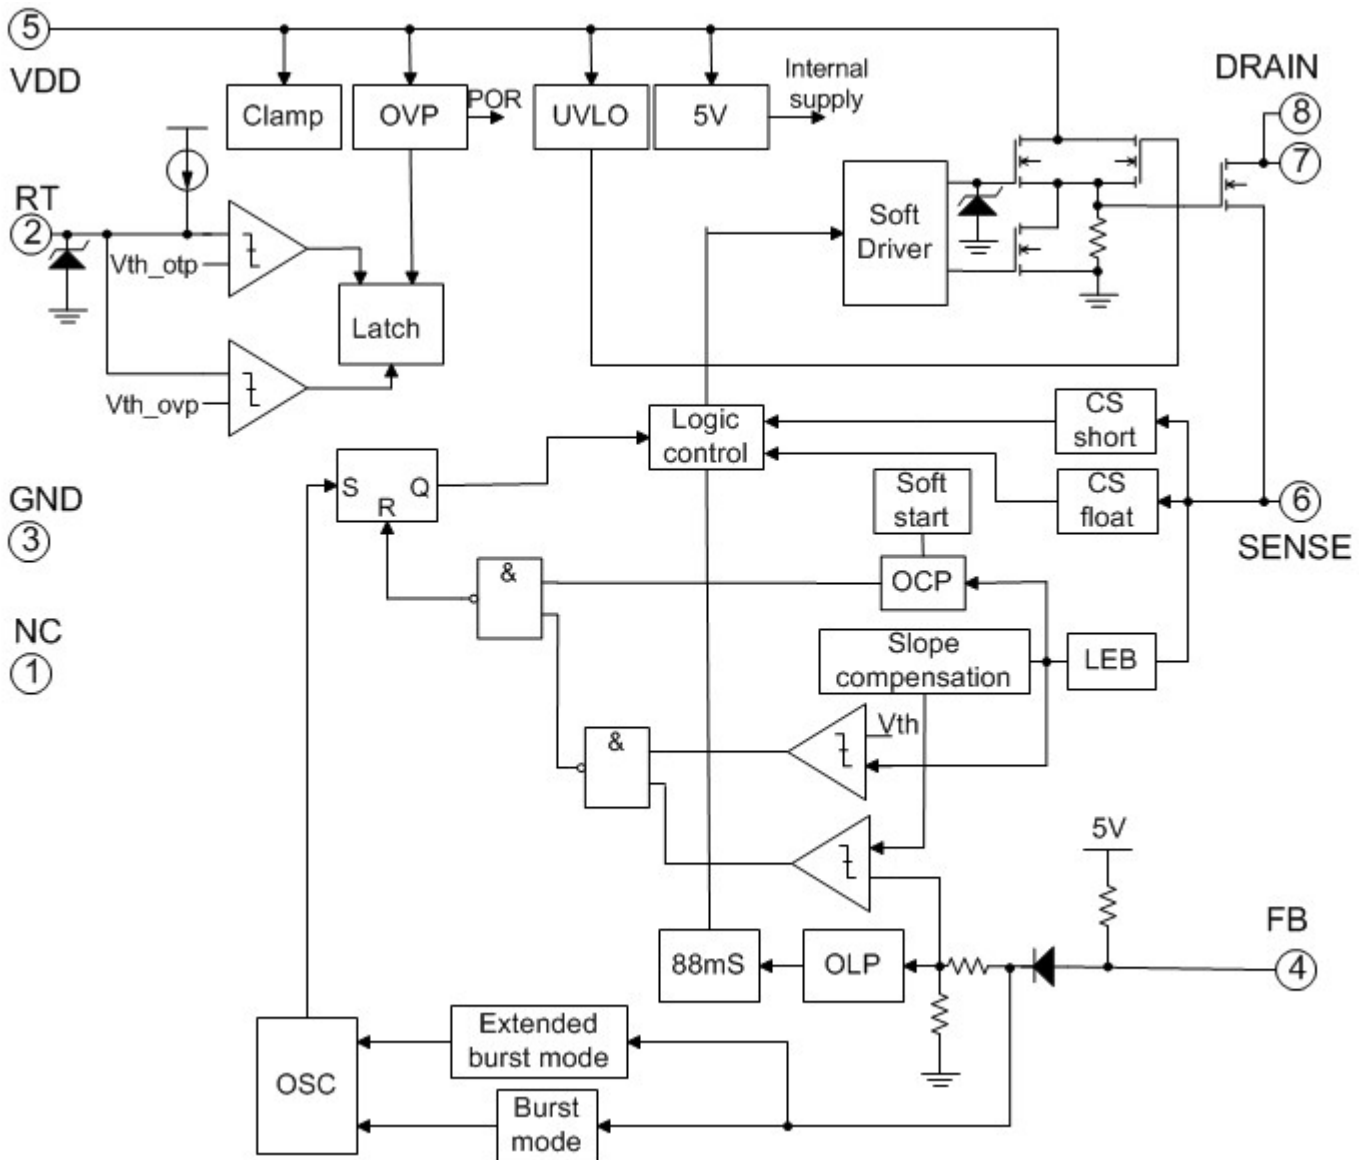 5
VDD
Clamp
OVP
POR
UVLO
5V
Internal
supply
DRAIN
8
7
RT
2
Vth_otp
Latch
Vth_ovp
Soft
Driver
Logic
control
CS
short
CS
float
6
SENSE
S
Q
R
Soft
start
OCP
GND
3
NC
1
&
Slope
compensation
LEB
Vth
&
5V
FB
4
88mS
OLP
Extended
burst mode
OSC
Burst
mode